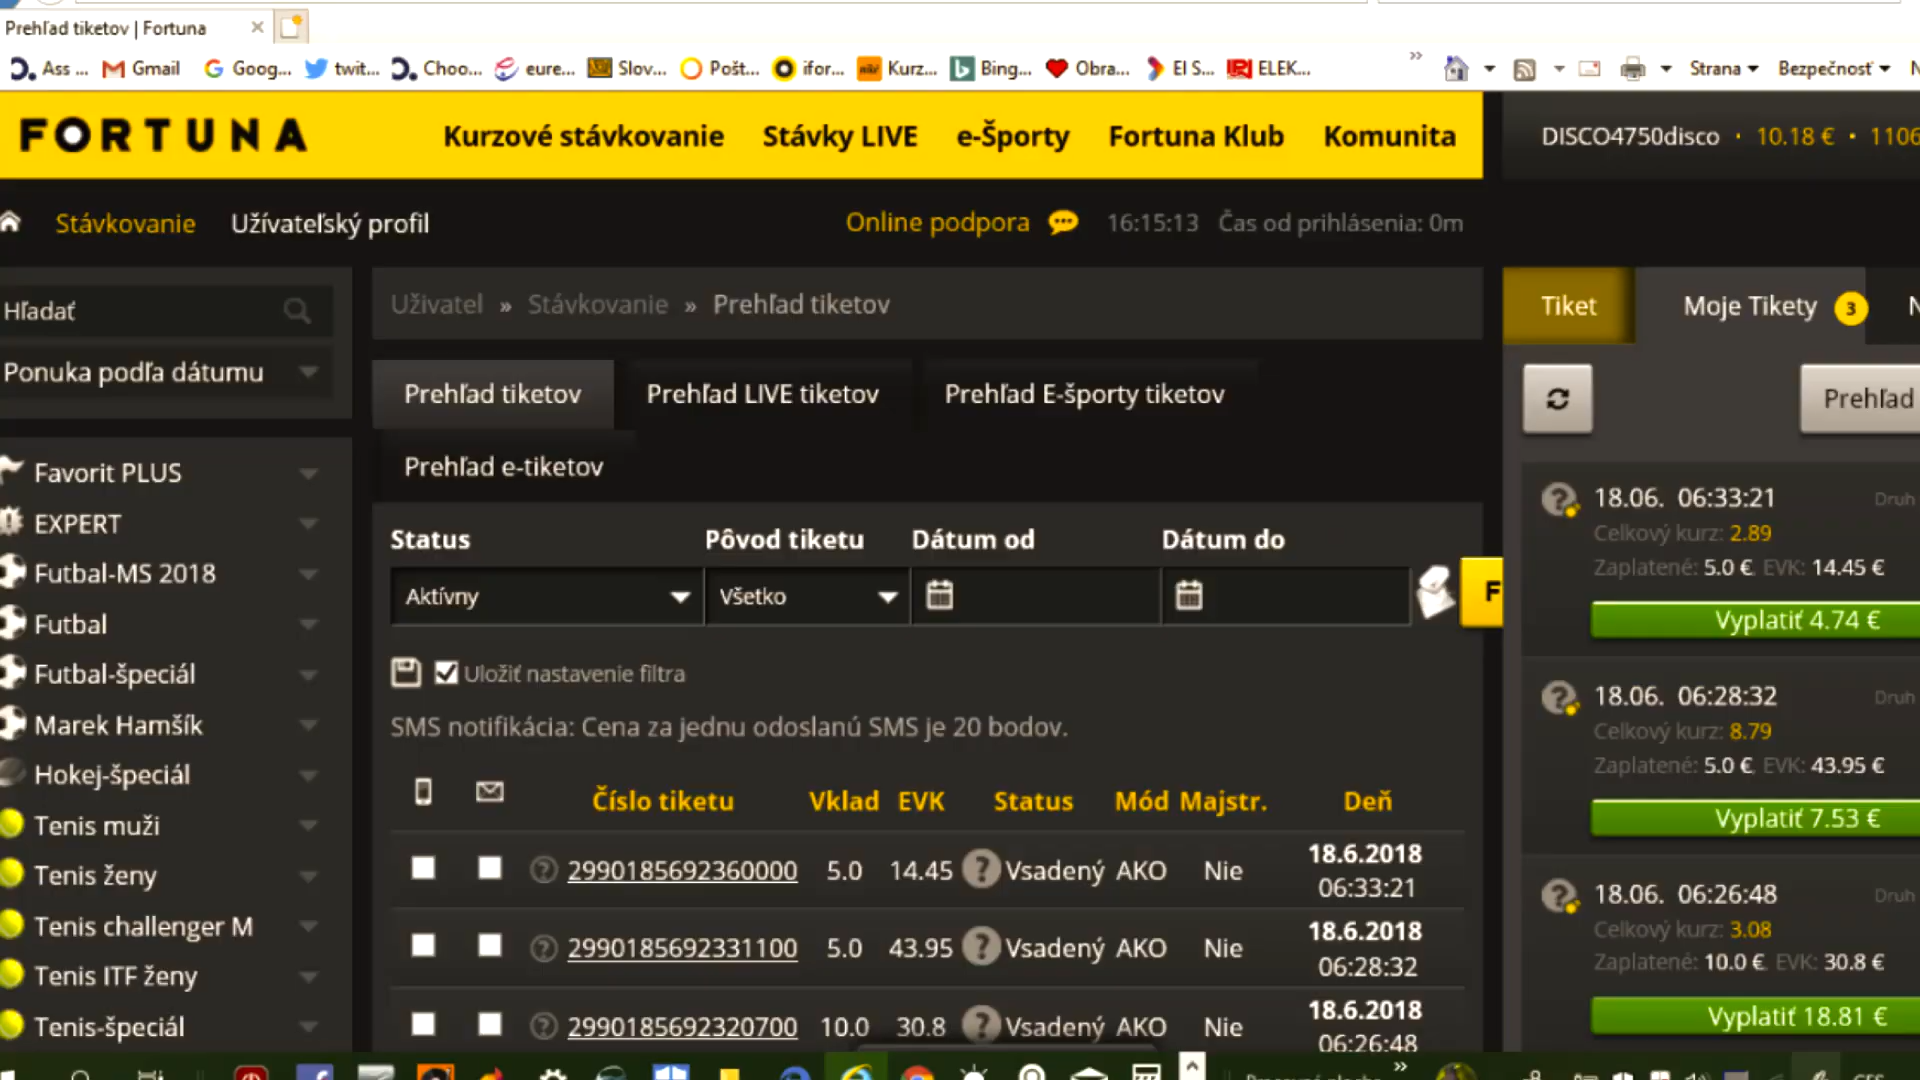 Prehľad tiketov | Fortuna
Ass ... Gmail Goog... twit... Choo... eure... Slov... Pošt... ifor... Kurz... Bing... Obra... El S... ELEK... Strana Bezpečnosť
FORTUNA Kurzové stávkovanie Stávky LIVE e-Športy Fortuna Klub Komunita DISCO4750disco · 10.18 € · 1106
Stávkovanie Užívateľský profil Online podpora 16:15:13 Čas od prihlásenia: 0m
Hľadať
Ponuka podľa dátumu
Favorit PLUS
EXPERT
Futbal-MS 2018
Futbal
Futbal-špeciál
Marek Hamšík
Hokej-špeciál
Tenis muži
Tenis ženy
Tenis challenger M
Tenis ITF ženy
Tenis-špeciál
Uživatel » Stávkovanie » Prehľad tiketov
Prehľad tiketov Prehľad LIVE tiketov Prehľad E-športy tiketov
Prehľad e-tiketov
Status Pôvod tiketu Dátum od Dátum do
Aktívny Všetko F
Uložiť nastavenie filtra
SMS notifikácia: Cena za jednu odoslanú SMS je 20 bodov.
Číslo tiketu Vklad EVK Status Mód Majstr. Deň
2990185692360000 5.0 14.45 Vsadený AKO Nie 18.6.2018
06:33:21
2990185692331100 5.0 43.95 Vsadený AKO Nie 18.6.2018
06:28:32
2990185692320700 10.0 30.8 Vsadený AKO Nie 18.6.2018
06:26:48
Tiket Moje Tikety 3 N
Prehľad
18.06. 06:33:21 Druh
Celkový kurz: 2.89
Zaplatené: 5.0 € EVK: 14.45 €
Vyplatiť 4.74 €
18.06. 06:28:32 Druh
Celkový kurz: 8.79
Zaplatené: 5.0 € EVK: 43.95 €
Vyplatiť 7.53 €
18.06. 06:26:48 Druh
Celkový kurz: 3.08
Zaplatené: 10.0 € EVK: 30.8 €
Vyplatiť 18.81 €